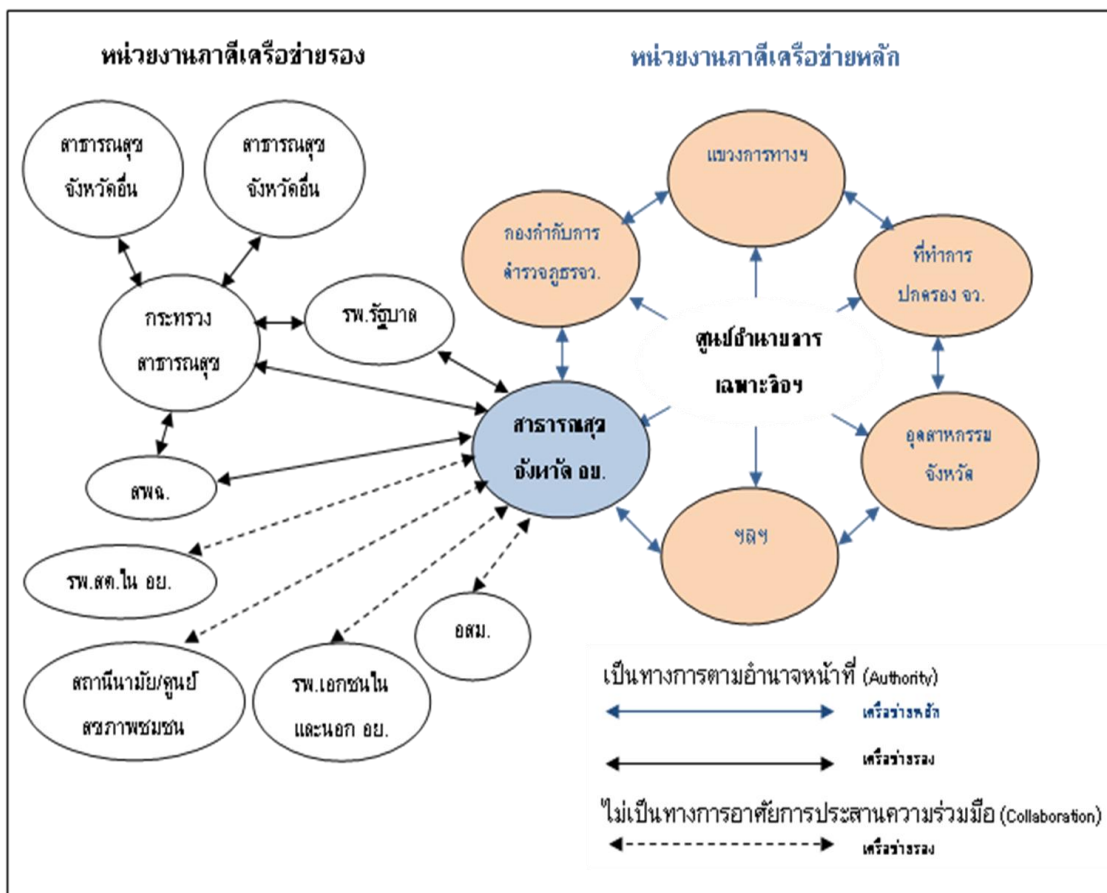 หน่วยงานภาคีเครือข่ายรอง
หน่วยงานภาคีเครือข่ายหลัก
สาธารณสุข
จังหวัดอื่น
สาธารณสุข
จังหวัดอื่น
กระทรวง
สาธารณสุข
รพ.รัฐบาล
สพฉ.
รพ.สต.ใน อย.
สถานีนามัย/ศูนย์
สุขภาพชุมชน
รพ.เอกชนใน
และนอก อย.
อสม.
สาธารณสุข
จังหวัด อย.
กองกำกับการ
ตำรวจภูธรจว.
แขวงการทางฯ
ที่ทำการ
ปกครอง จว.
ศูนย์อำนวยการ
เฉพาะกิจฯ
อุตสาหกรรม
จังหวัด
ฯลฯ
เป็นทางการตามอำนาจหน้าที่ (Authority)
เครือข่ายหลัก
เครือข่ายรอง
ไม่เป็นทางการอาศัยการประสานความร่วมมือ (Collaboration)
เครือข่ายรอง